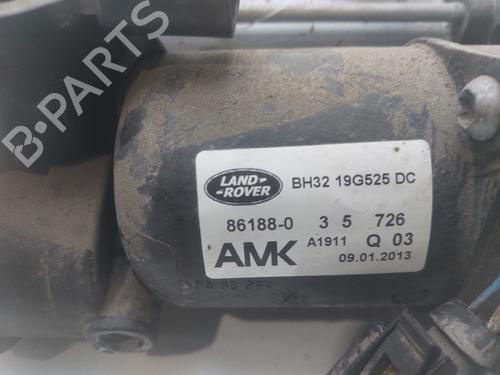 B-PARTS
LAND-
-ROVER
BH32 19G525 DC
86188-0 3 5 726
AMK A1911 Q 03
09.01.2013